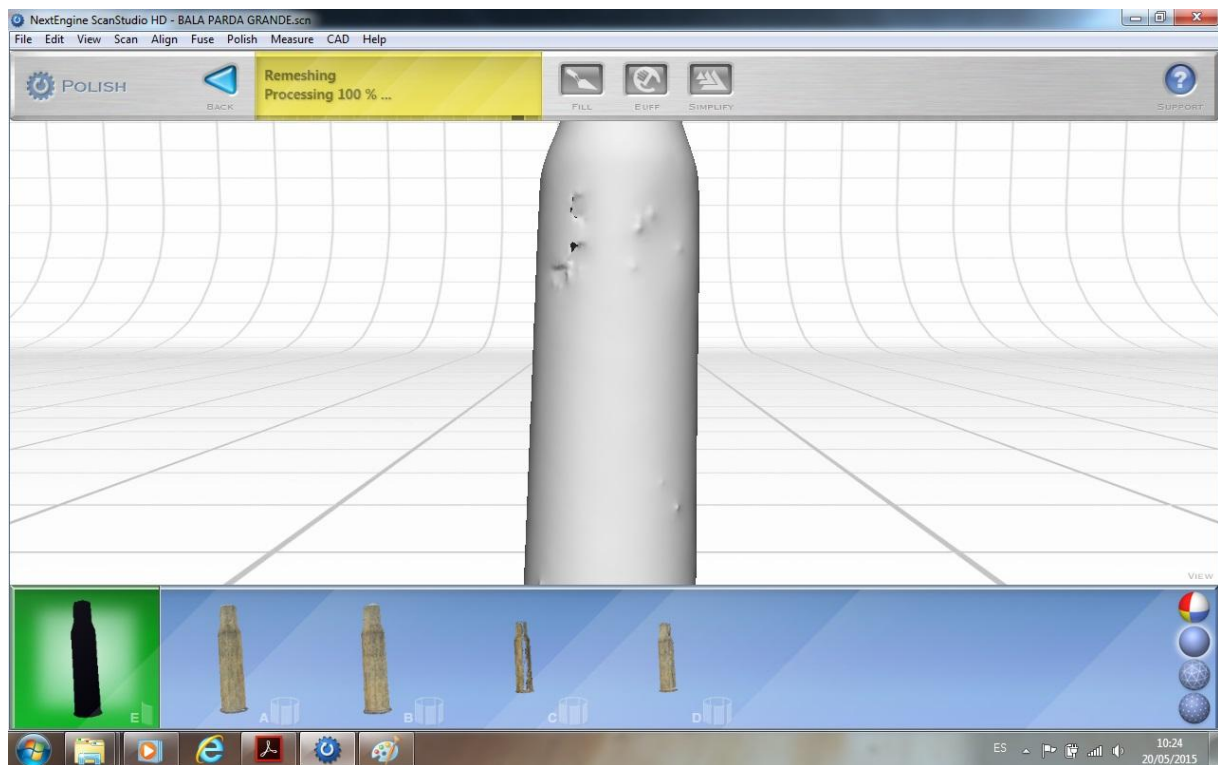 NextEngine ScanStudio HD - BALA PARDA GRANDE.scn
File Edit View Scan Align Fuse Polish Measure CAD Help
POLISH
BACK
Remeshing
Processing 100 % ...
FILL
BUFF
SIMPLIFY
SUPPORT
VIEW
E
A
B
C
D
ES
10:24
20/05/2015